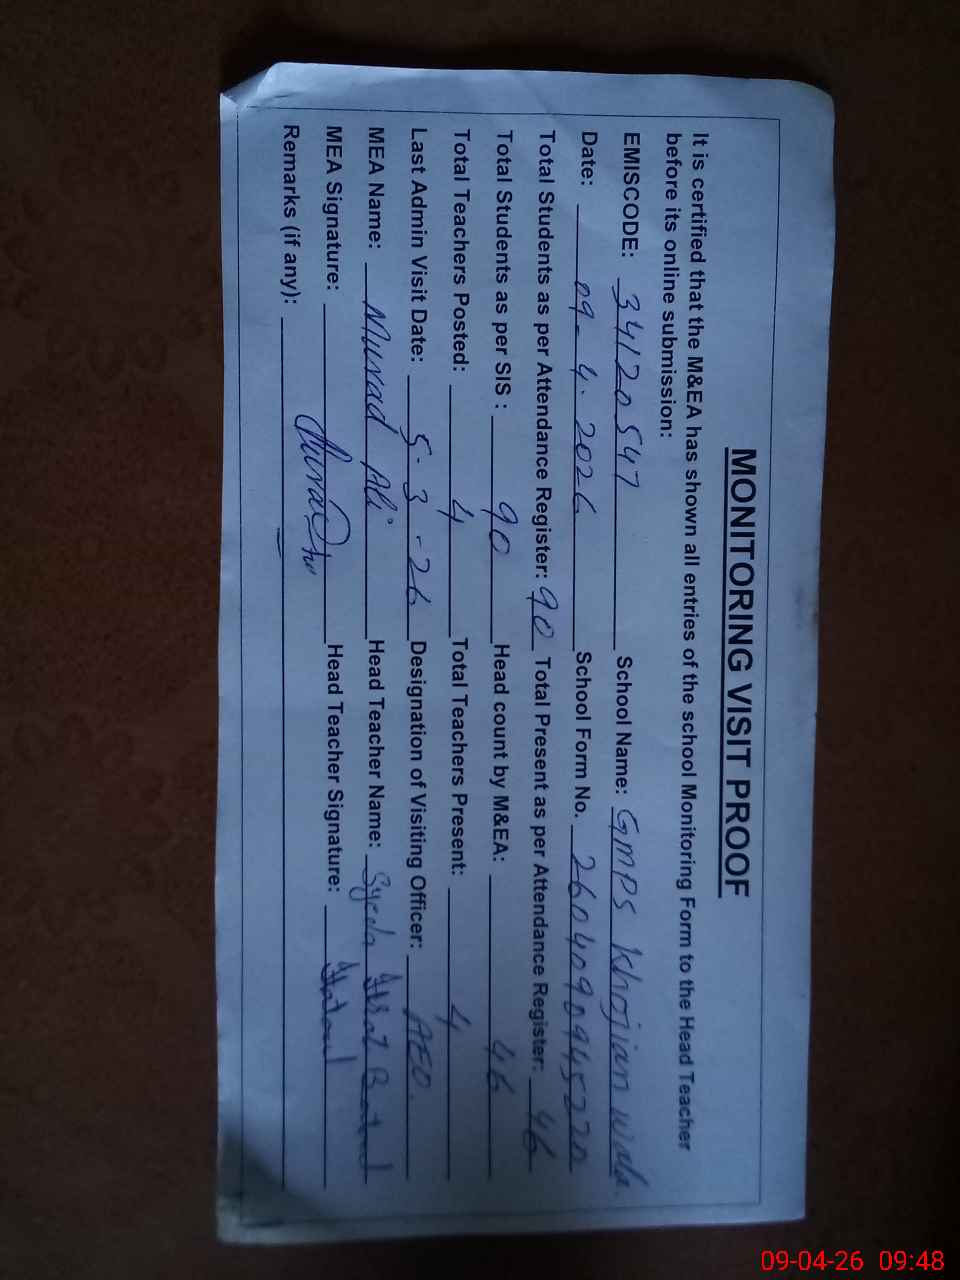 MONITORING VISIT PROOF
It is certified that the M&EA has shown all entries of the school Monitoring Form to the Head Teacher
before its online submission:
EMISCODE: 34120547 School Name: GMPS Khojian wala.
Date: 09-4-2026 School Form No. 2604090945220
Total Students as per Attendance Register: 90 Total Present as per Attendance Register: 46
Total Students as per SIS : 90 Head count by M&EA: 46
Total Teachers Posted: 4 Total Teachers Present: 4
Last Admin Visit Date: 5-3-26 Designation of Visiting Officer: AEO.
MEA Name: Murad Ali Head Teacher Name: Syeda Batool
MEA Signature: Head Teacher Signature:
Remarks (if any): —
09-04-26 09:48